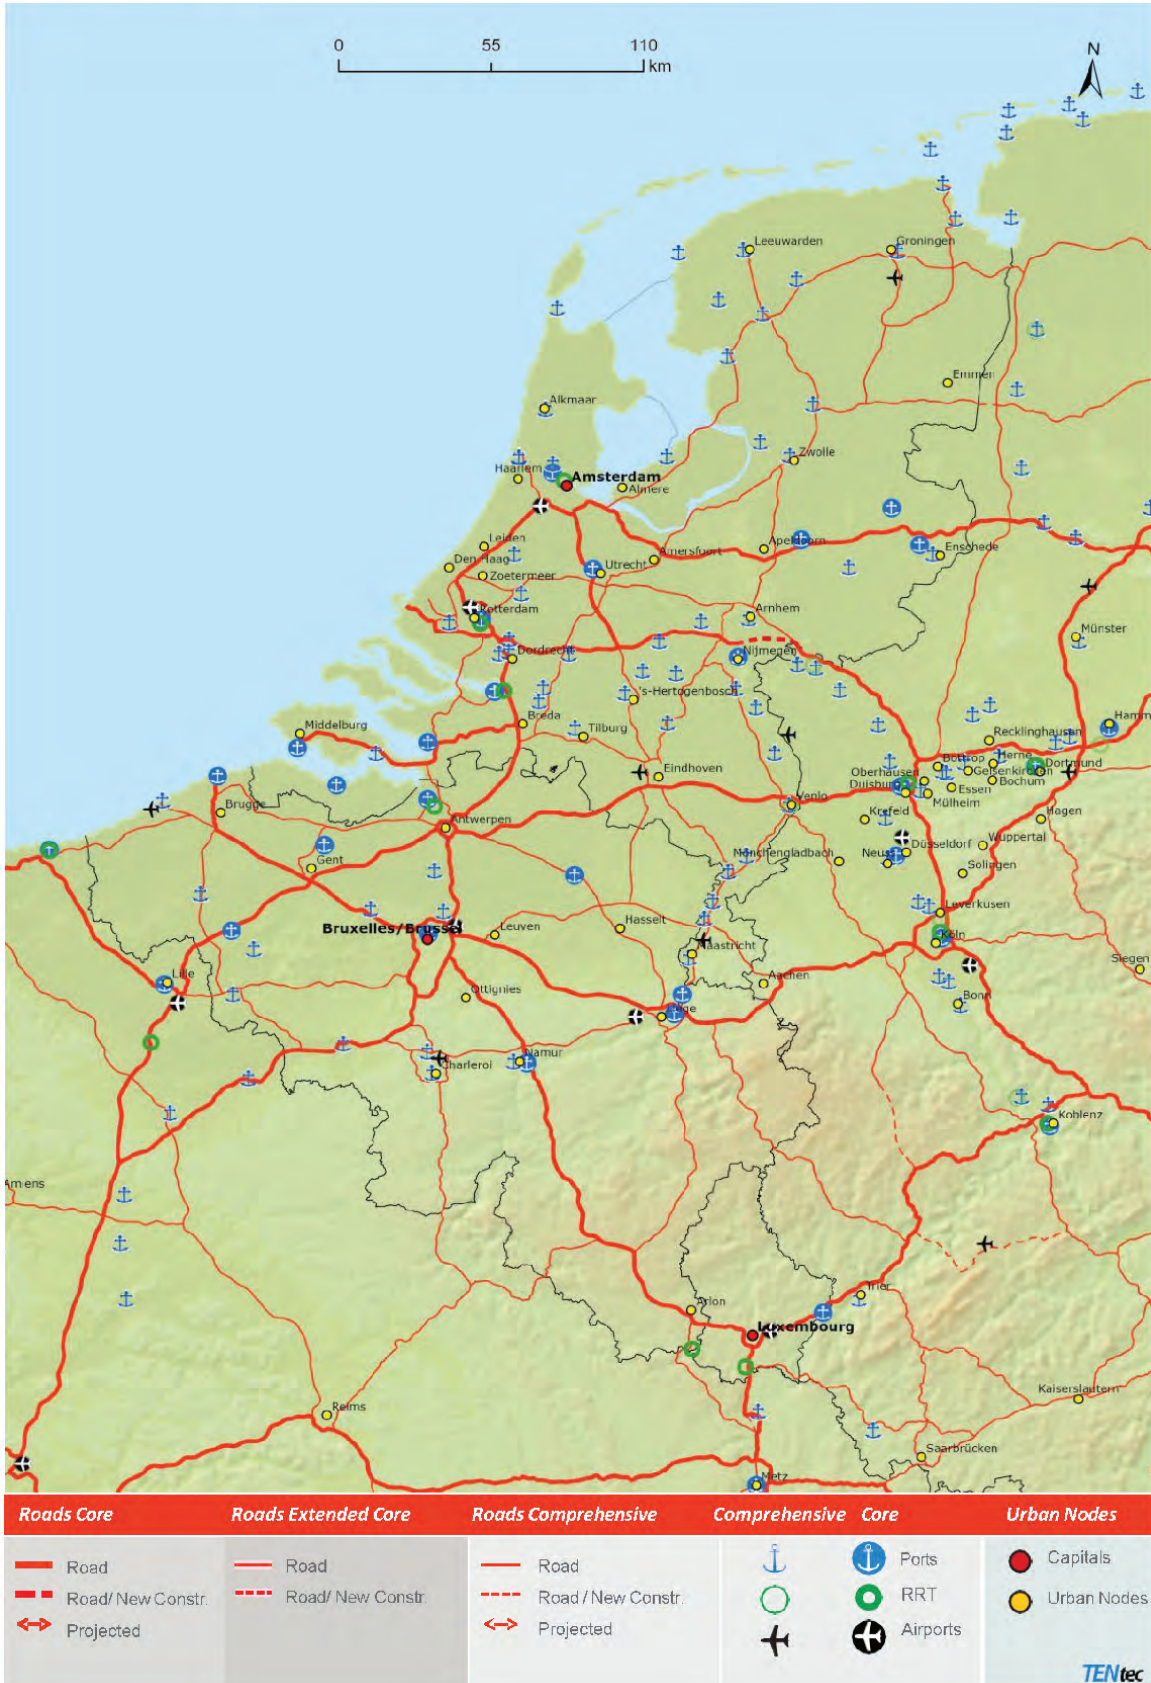 0 55 110
km
N
Leeuwarden
Groningen
Emmen
Alkmaar
Zwolle
Haarlem
Amsterdam
Almere
Leiden
Apeldoorn
Enschede
Den Haag
Amersfoort
Utrecht
Zoetermeer
Rotterdam
Arnhem
Münster
Dordrecht
Nijmegen
's-Hertogenbosch
Middelburg
Breda
Tilburg
Hamm
Recklinghausen
Eindhoven
Bottrop
Herne
Oberhausen
Gelsenkirchen
Dortmund
Duisburg
Essen
Bochum
Mülheim
Brugge
Venlo
Krefeld
Hagen
Antwerpen
Gent
Mönchengladbach
Neuss
Düsseldorf
Wuppertal
Solingen
Leverkusen
Bruxelles/Brussel
Leuven
Hasselt
Köln
Maastricht
Siegen
Lille
Aachen
Ottignies
Bonn
Liège
Charleroi
Namur
Koblenz
Amiens
Trier
Arlon
Luxembourg
Kaiserslautern
Reims
Saarbrücken
Metz
Roads Core
Road
Road/ New Constr.
Projected
Roads Extended Core
Road
Road/ New Constr.
Roads Comprehensive
Road
Road / New Constr.
Projected
Comprehensive Core
Ports
RRT
Airports
Urban Nodes
Capitals
Urban Nodes
TENtec